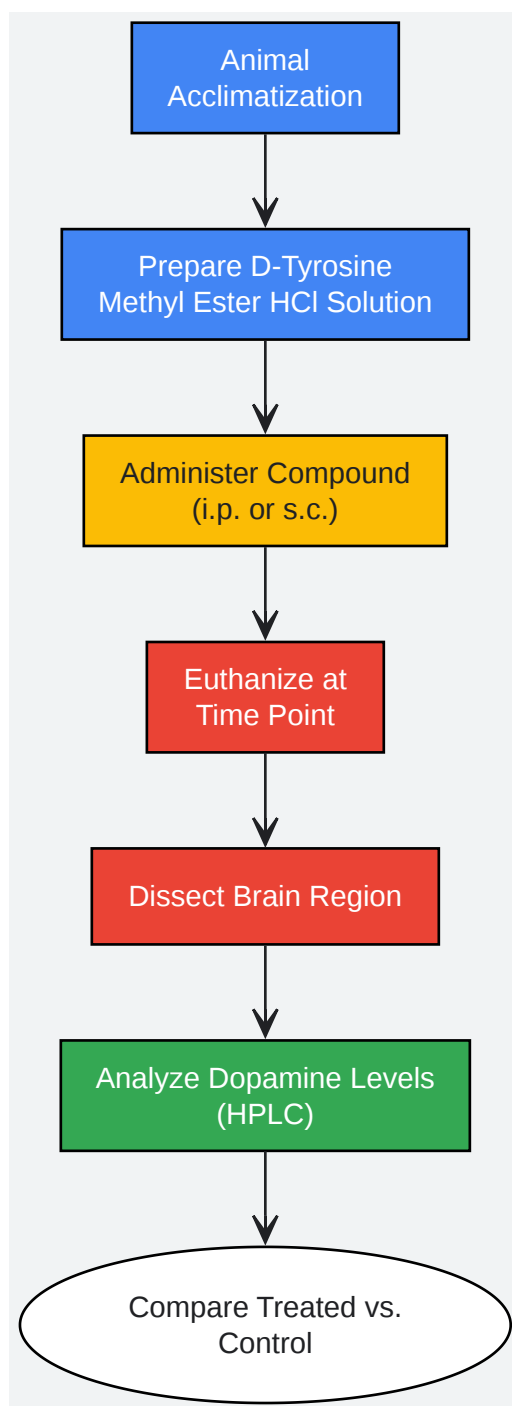 Animal
Acclimatization
Prepare D-Tyrosine
Methyl Ester HCl Solution
Administer Compound
(i.p. or s.c.)
Euthanize at
Time Point
Dissect Brain Region
Analyze Dopamine Levels
(HPLC)
Compare Treated vs.
Control